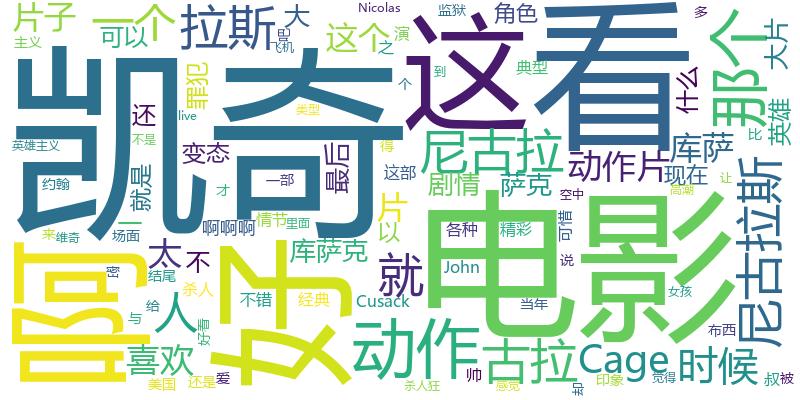 片子
一个
拉斯
大
Nicolas
监狱
角色
多
主义
可以
这个
之
演
是
飞机
这
看
那个
大片
什么
凯奇
罪犯
还
live
类型
个
到
典型
英雄
比
英雄主义
不是
变态
最后
尼古拉
动作片
库萨
得
约翰
就是
才
一部
这部
剧情
萨克
现在
尼古拉斯
片
以
高潮
让
空中
啊
好
一
啊啊啊
情节
里面
电影
来
维奇
场面
太
不
库萨克
就
各种
精彩
可惜
说
密
结尾
John
人
杀人
不错
经典
Cusack
当年
女孩
与
给
好看
动作
古拉
Cage
时候
布西
喜欢
美国
还是
爱
杀人狂
帅
感觉
却
印象
觉得
叔
被